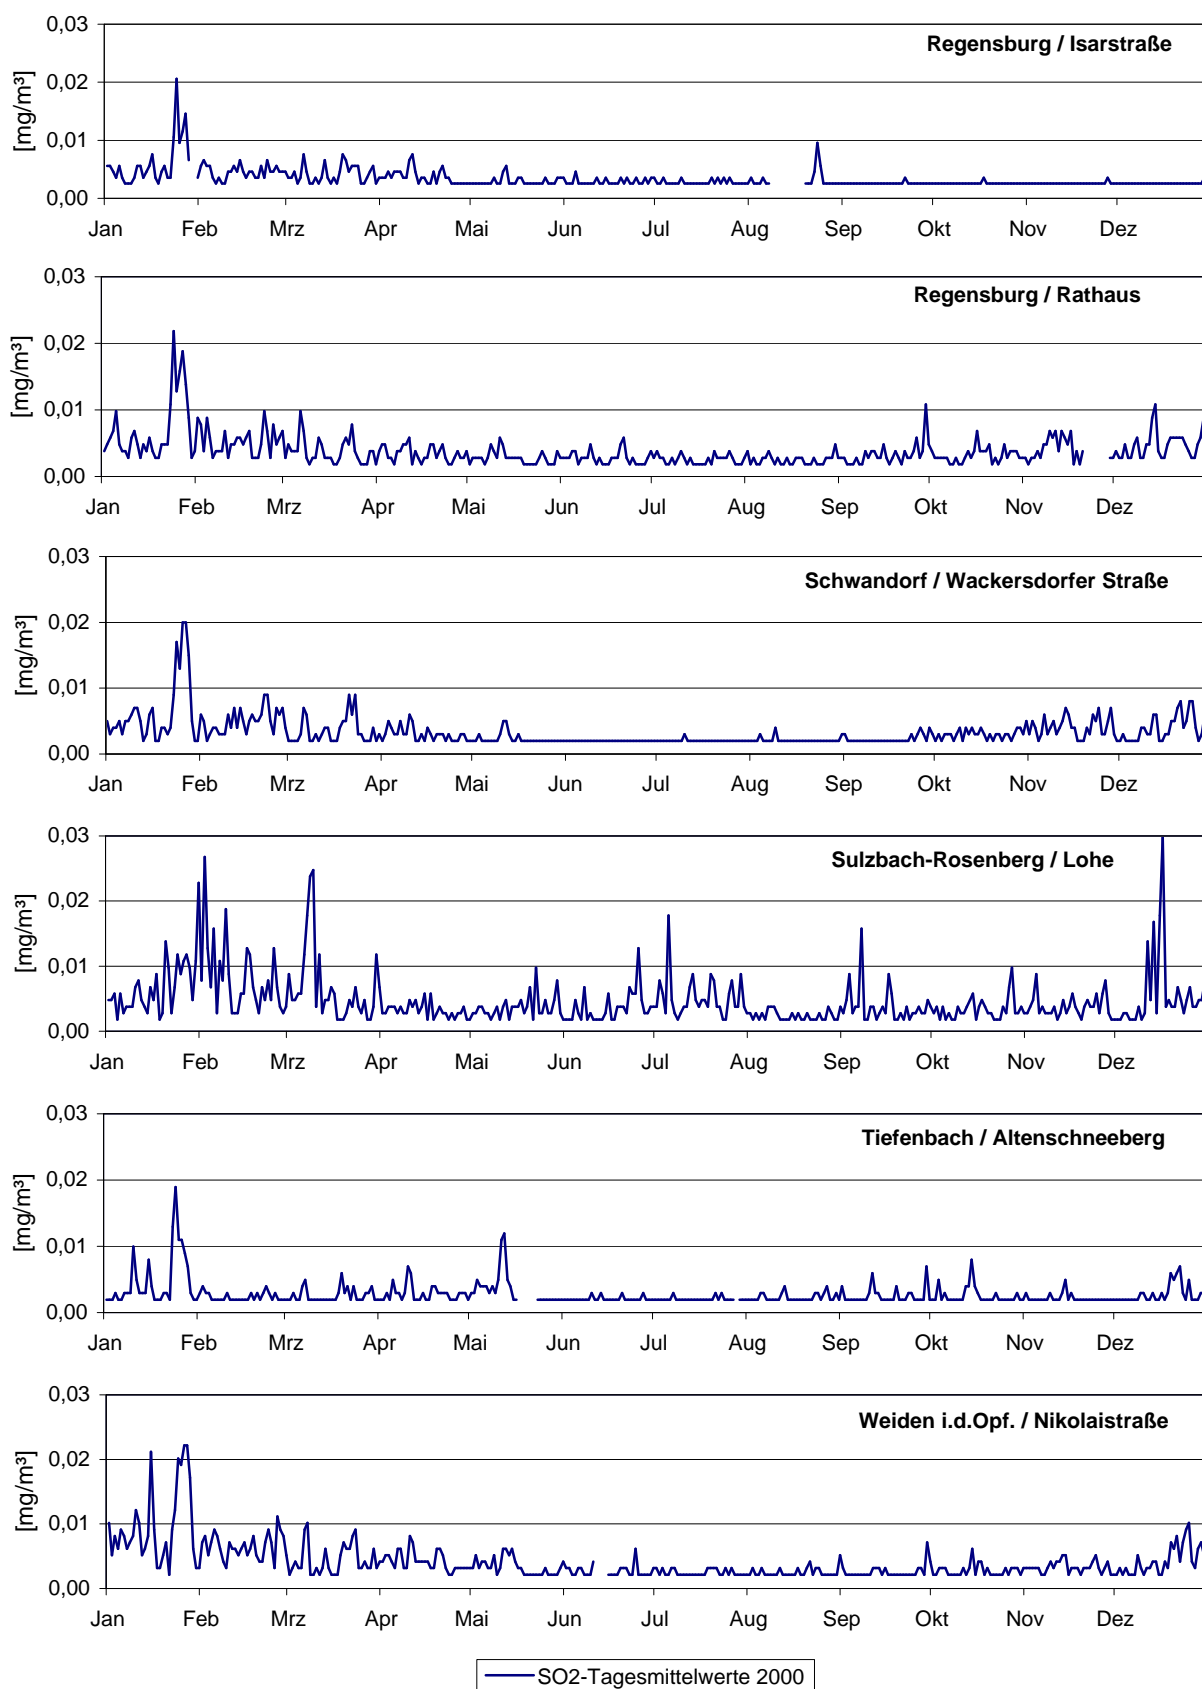 0,03
Regensburg / Isarstraße
0,02
[mg/m³]
0,01
0,00
Jan Feb Mrz Apr Mai Jun Jul Aug Sep Okt Nov Dez
0,03
Regensburg / Rathaus
0,02
[mg/m³]
0,01
0,00
Jan Feb Mrz Apr Mai Jun Jul Aug Sep Okt Nov Dez
0,03
Schwandorf / Wackersdorfer Straße
0,02
[mg/m³]
0,01
0,00
Jan Feb Mrz Apr Mai Jun Jul Aug Sep Okt Nov Dez
0,03
Sulzbach-Rosenberg / Lohe
0,02
[mg/m³]
0,01
0,00
Jan Feb Mrz Apr Mai Jun Jul Aug Sep Okt Nov Dez
0,03
Tiefenbach / Altenschneeberg
0,02
[mg/m³]
0,01
0,00
Jan Feb Mrz Apr Mai Jun Jul Aug Sep Okt Nov Dez
0,03
Weiden i.d.Opf. / Nikolaistraße
0,02
[mg/m³]
0,01
0,00
Jan Feb Mrz Apr Mai Jun Jul Aug Sep Okt Nov Dez
SO2-Tagesmittelwerte 2000